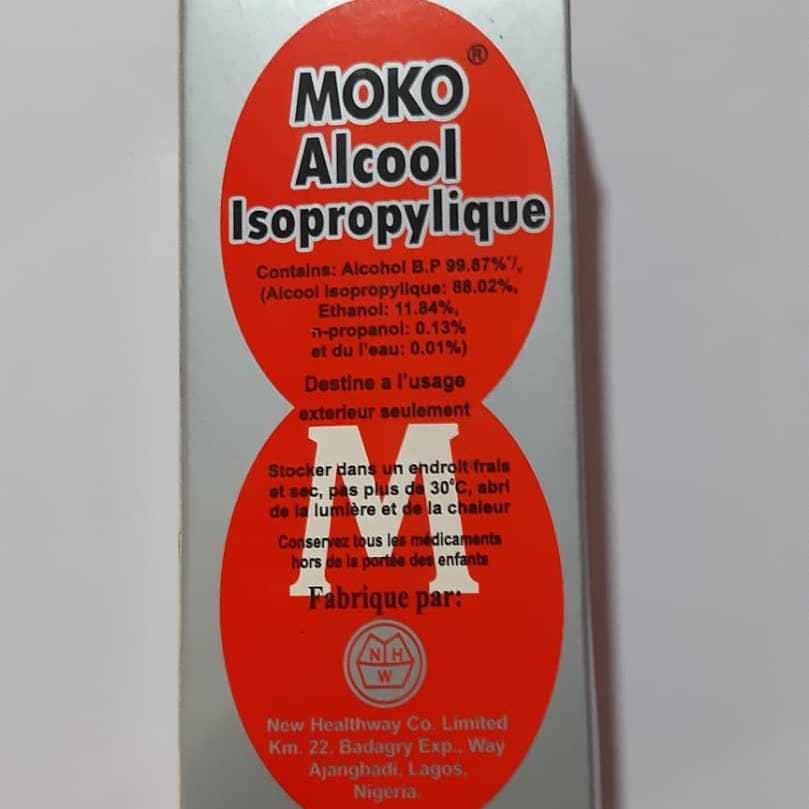 MOKO®
Alcool
Isopropylique
Contains: Alcohol B.P 99.87%v/v
(Alcool Isopropylique: 88.02%,
Ethanol: 11.84%,
n-propanol: 0.13%
et du l'eau: 0.01%)
Destine a l'usage
exterieur seulement
M
Stocker dans un endroit frais
et sec, pas plus de 30°C, abri
de la lumière et de la chaleur
Conservez tous les médicaments
hors de la portée des enfants
Fabrique par:
N H
W
New Healthway Co. Limited
Km. 22, Badagry Exp., Way
Ajangbadi, Lagos,
Nigeria.